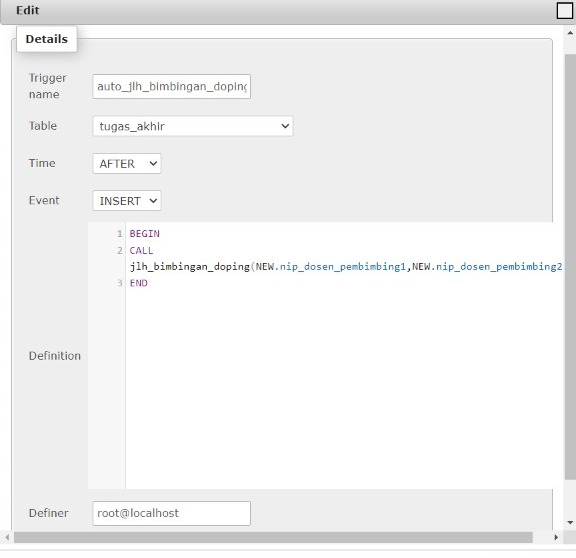 Edit
Details
Trigger
name
auto_jlh_bimbingan_doping
Table
tugas_akhir
Time
AFTER
Event
INSERT
Definition
1 BEGIN
2 CALL
jlh_bimbingan_doping(NEW.nip_dosen_pembimbing1,NEW.nip_dosen_pembimbing2
3 END
Definer
root@localhost